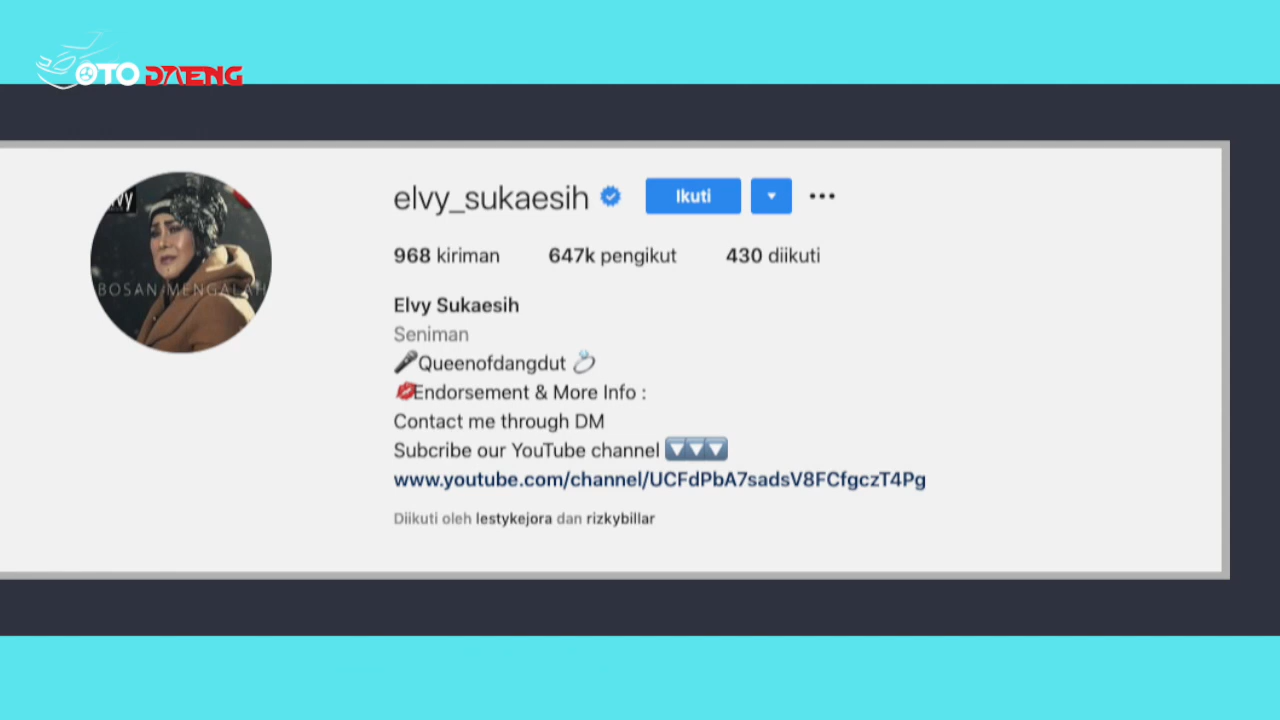 OTO DAENG
elvy_sukaesih Ikuti
968 kiriman 647k pengikut 430 diikuti
BOSAN MENGALAH
Elvy Sukaesih
Seniman
🎤Queenofdangdut 💍
💋Endorsement & More Info :
Contact me through DM
Subcribe our YouTube channel 🔽🔽🔽
www.youtube.com/channel/UCFdPbA7sadsV8FCfgczT4Pg
Diikuti oleh lestykejora dan rizkybillar